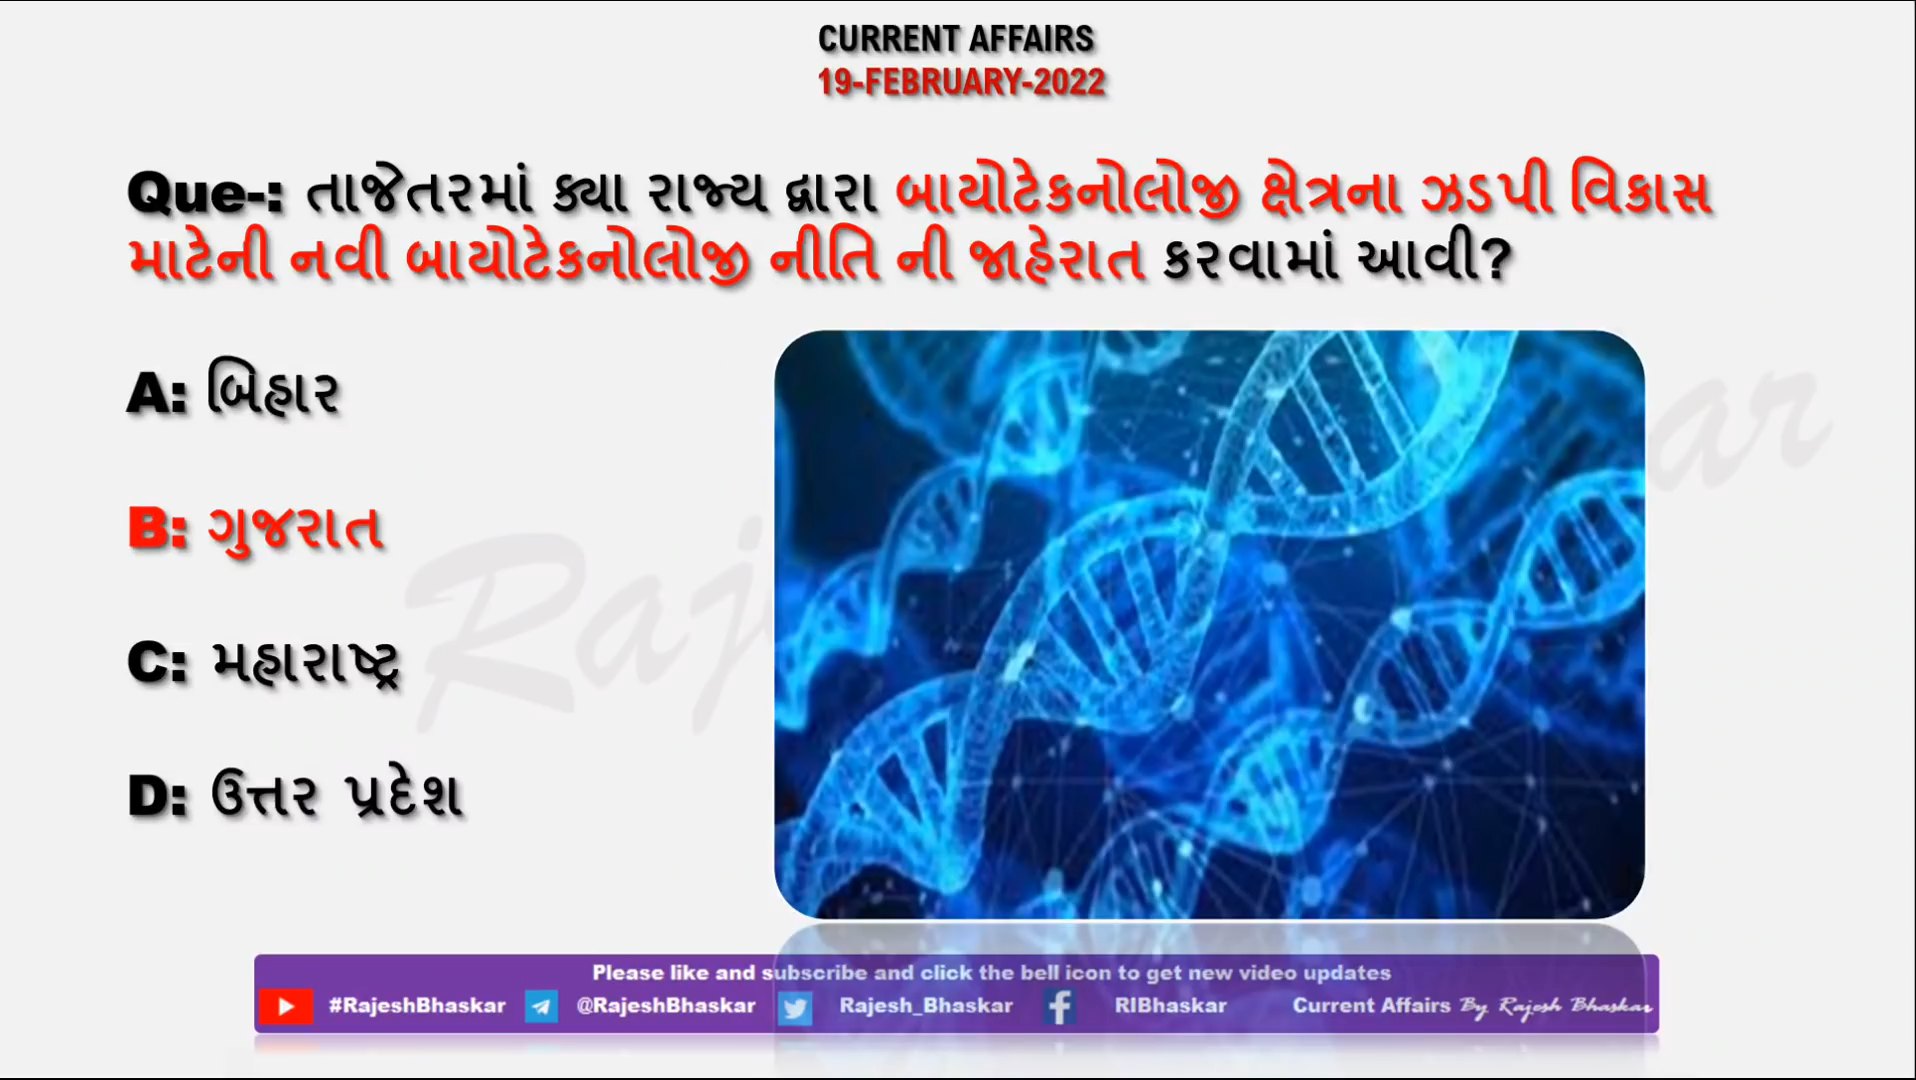 CURRENT AFFAIRS
19-FEBRUARY-2022
Que-: તાજેતરમાં ક્યા રાજ્ય દ્વારા બાયોટેકનોલોજી ક્ષેત્રના ઝડપી વિકાસ
માટેની નવી બાયોટેકનોલોજી નીતિ ની જાહેરાત કરવામાં આવી?
A: બિહાર
B: ગુજરાત
C: મહારાષ્ટ્ર
D: ઉત્તર પ્રદેશ
Please like and subscribe and click the bell icon to get new video updates
#RajeshBhaskar @RajeshBhaskar Rajesh_Bhaskar RIBhaskar Current Affairs By Rajesh Bhaskar